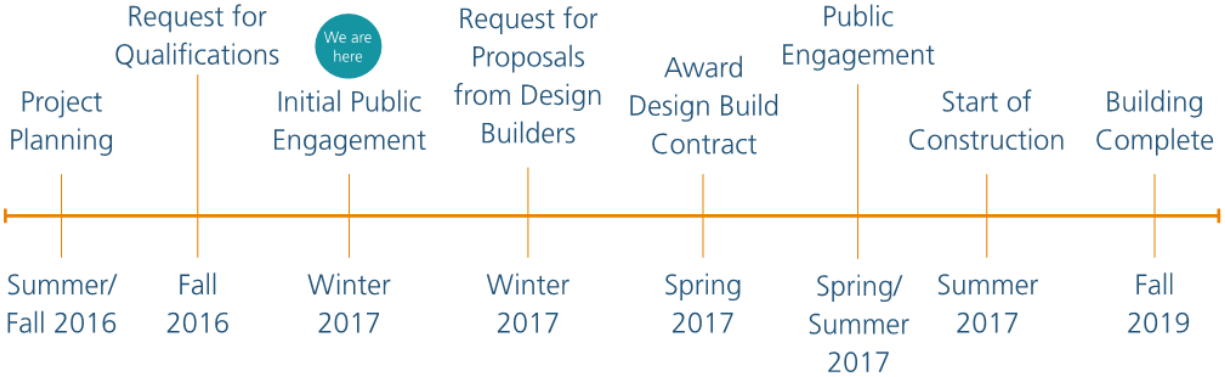 Request for
Qualifications
We are
here
Request for
Proposals
from Design
Builders
Public
Engagement
Project
Planning
Initial Public
Engagement
Award
Design Build
Contract
Start of
Construction
Building
Complete
Summer/
Fall 2016
Fall
2016
Winter
2017
Winter
2017
Spring
2017
Spring/
Summer
2017
Summer
2017
Fall
2019